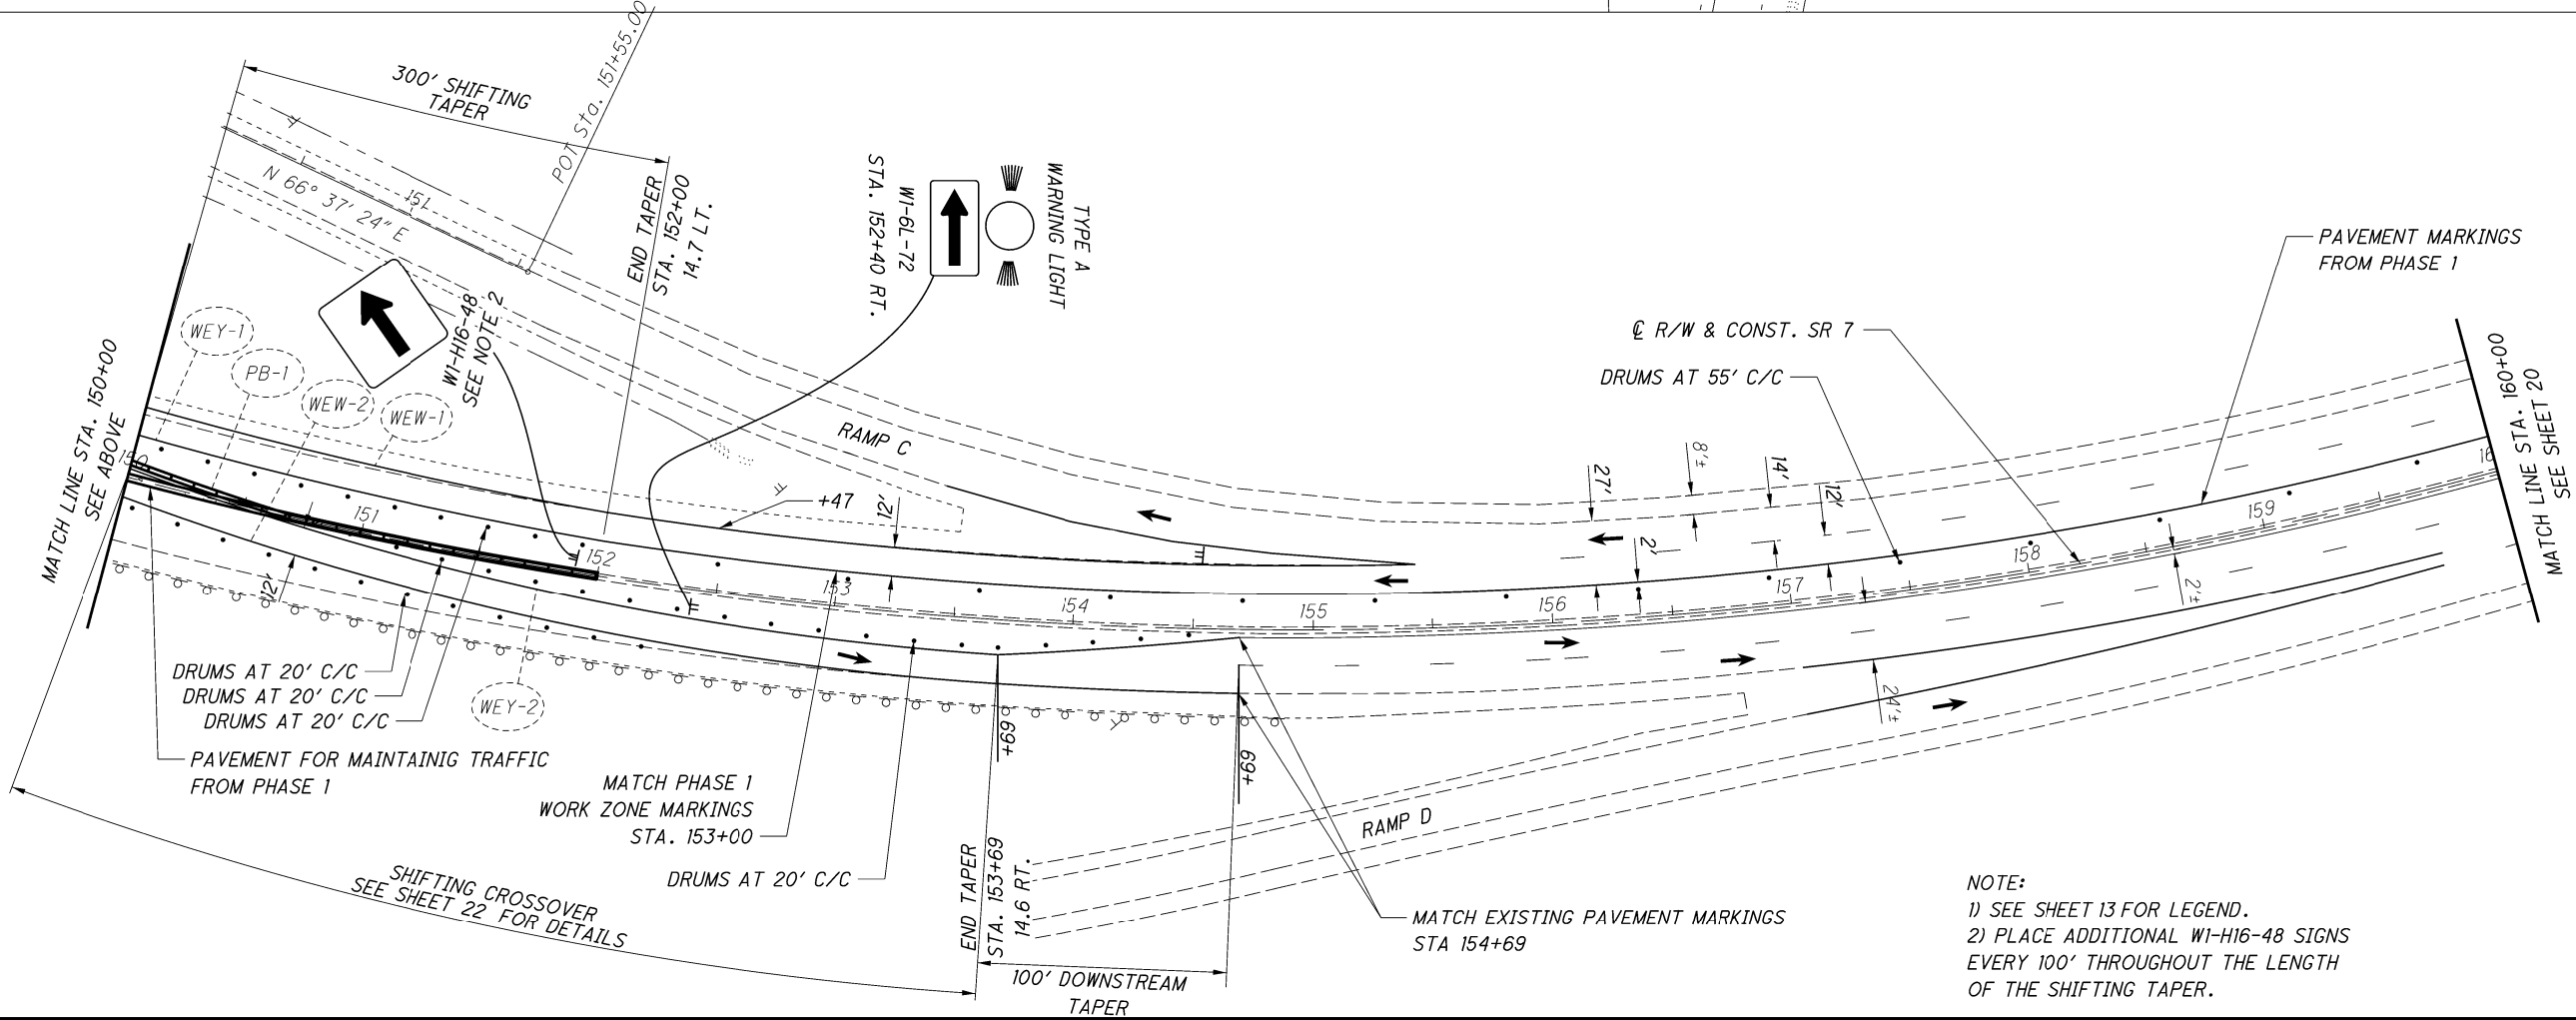 300' SHIFTING
TAPER
POT Sta. 151+55.00
N 66° 37' 24" E
151
END TAPER
STA. 152+00
14.7 LT.
STA. 152+40 RT.
W1-6L-72
TYPE A
WARNING LIGHT
W1-H16-48
SEE NOTE 2
WEY-1
PB-1
WEW-2
WEW-1
MATCH LINE STA. 150+00
SEE ABOVE
150
151
152
153
154
155
156
157
158
159
16
RAMP C
+47
12'
12'
27'
8'±
14'
12'
2'
2'±
24'±
℄ R/W & CONST. SR 7
DRUMS AT 55' C/C
PAVEMENT MARKINGS
FROM PHASE 1
MATCH LINE STA. 160+00
SEE SHEET 20
DRUMS AT 20' C/C
DRUMS AT 20' C/C
DRUMS AT 20' C/C
WEY-2
PAVEMENT FOR MAINTAINIG TRAFFIC
FROM PHASE 1
MATCH PHASE 1
WORK ZONE MARKINGS
STA. 153+00
DRUMS AT 20' C/C
+69
+69
SHIFTING CROSSOVER
SEE SHEET 22 FOR DETAILS
END TAPER
STA. 153+69
14.6 RT.
100' DOWNSTREAM
TAPER
RAMP D
MATCH EXISTING PAVEMENT MARKINGS
STA 154+69
NOTE:
1) SEE SHEET 13 FOR LEGEND.
2) PLACE ADDITIONAL W1-H16-48 SIGNS
EVERY 100' THROUGHOUT THE LENGTH
OF THE SHIFTING TAPER.